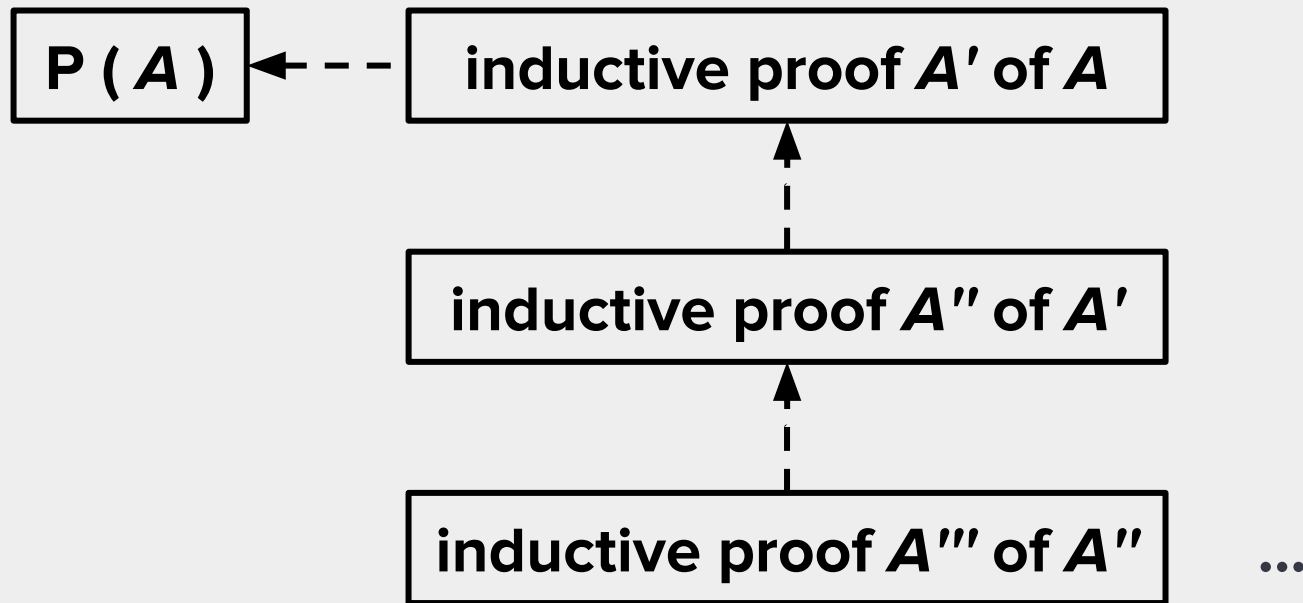 P ( A ) inductive proof A' of A
inductive proof A'' of A'
inductive proof A''' of A'' ...